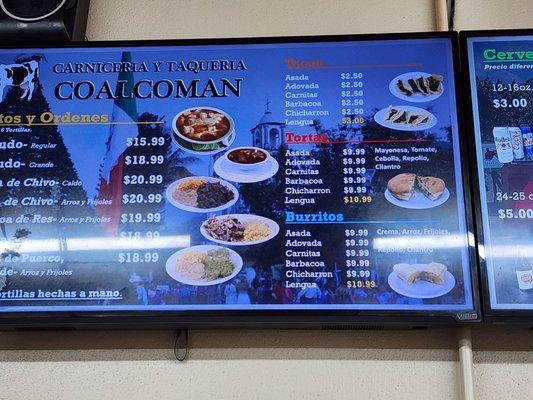 CARNICERIA Y TAQUERIA
COALCOMAN
tos y Ordenes
6 Tortillas.
udo- Regular $15.99
udo- Grande $18.99
a de Chivo- Caldo $20.99
de Chivo- Arroz y Frijoles $20.99
oa de Res- Arroz y Frijoles $19.99
$18.99
s de Puerco, $18.99
de- Arroz y Frijoles
ortillas hechas a mano.
Tacos
Asada $2.50
Adovada $2.50
Carnitas $2.50
Barbacoa $2.50
Chicharron $2.50
Lengua $3.00
Tortas
Asada $9.99
Adovada $9.99
Carnitas $9.99
Barbacoa $9.99
Chicharron $9.99
Lengua $10.99
Mayonesa, Tomate,
Cebolla, Repollo,
Cilantro
Burritos
Asada $9.99
Adovada $9.99
Carnitas $9.99
Barbacoa $9.99
Chicharron $9.99
Lengua $10.99
Crema, Arroz, Frijoles,
Repollo, Cilantro
Cerve
Precio diferen
12-16oz.
$3.00
24-25 o
$5.00